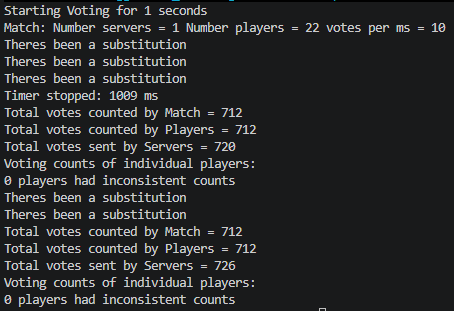 Starting Voting for 1 seconds
Match: Number servers = 1 Number players = 22 votes per ms = 10
Theres been a substitution
Theres been a substitution
Theres been a substitution
Timer stopped: 1009 ms
Total votes counted by Match = 712
Total votes counted by Players = 712
Total votes sent by Servers = 720
Voting counts of individual players:
0 players had inconsistent counts
Theres been a substitution
Theres been a substitution
Total votes counted by Match = 712
Total votes counted by Players = 712
Total votes sent by Servers = 726
Voting counts of individual players:
0 players had inconsistent counts